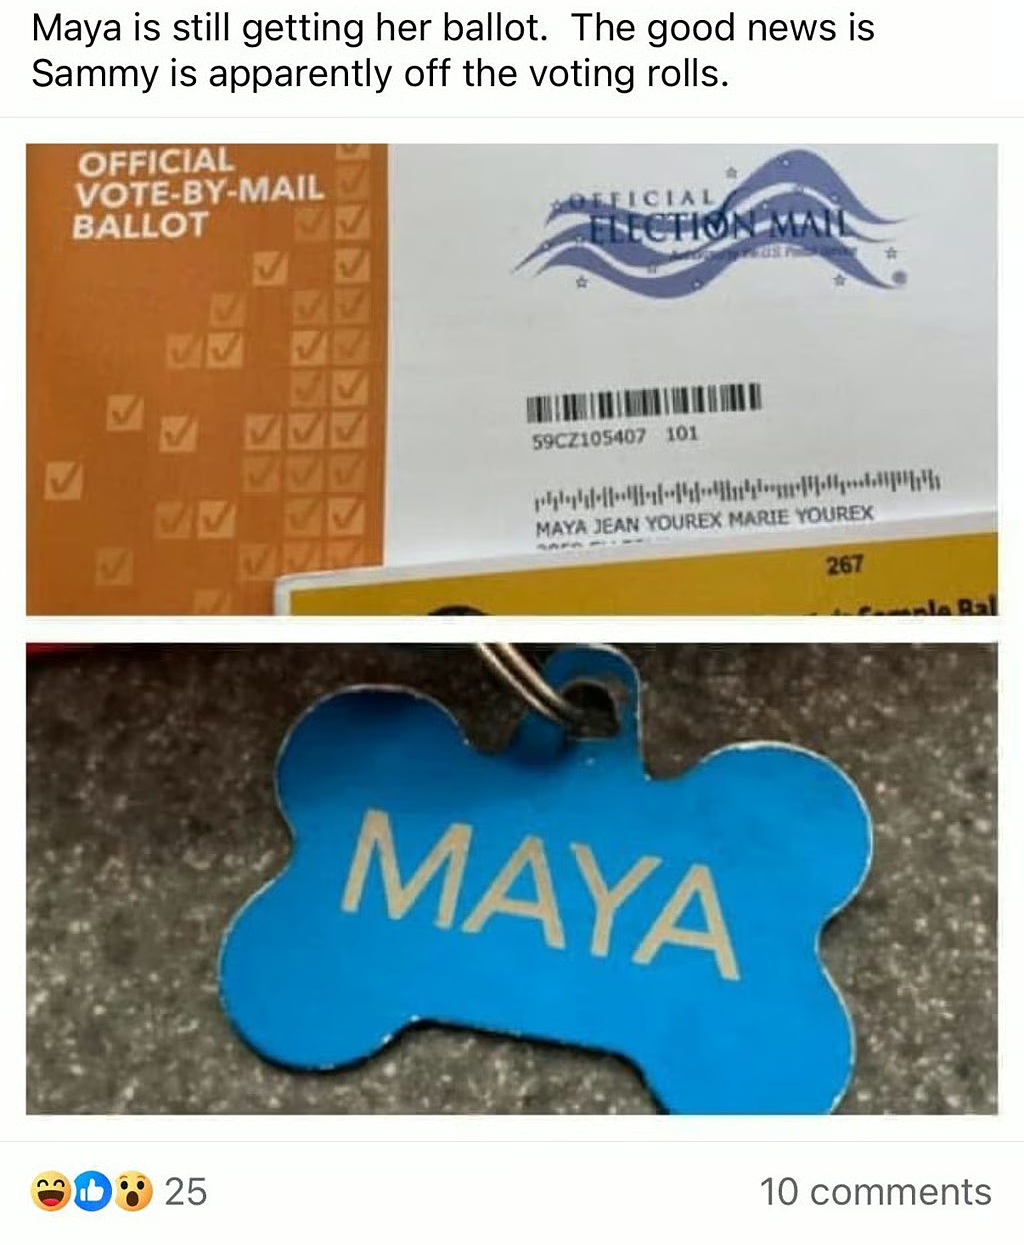 Maya is still getting her ballot. The good news is
Sammy is apparently off the voting rolls.
OFFICIAL
VOTE-BY-MAIL
BALLOT
OFFICIAL
ELECTION MAIL
59CZ105407 101
MAYA JEAN YOUREX MARIE YOUREX
267
MAYA
25
10 comments